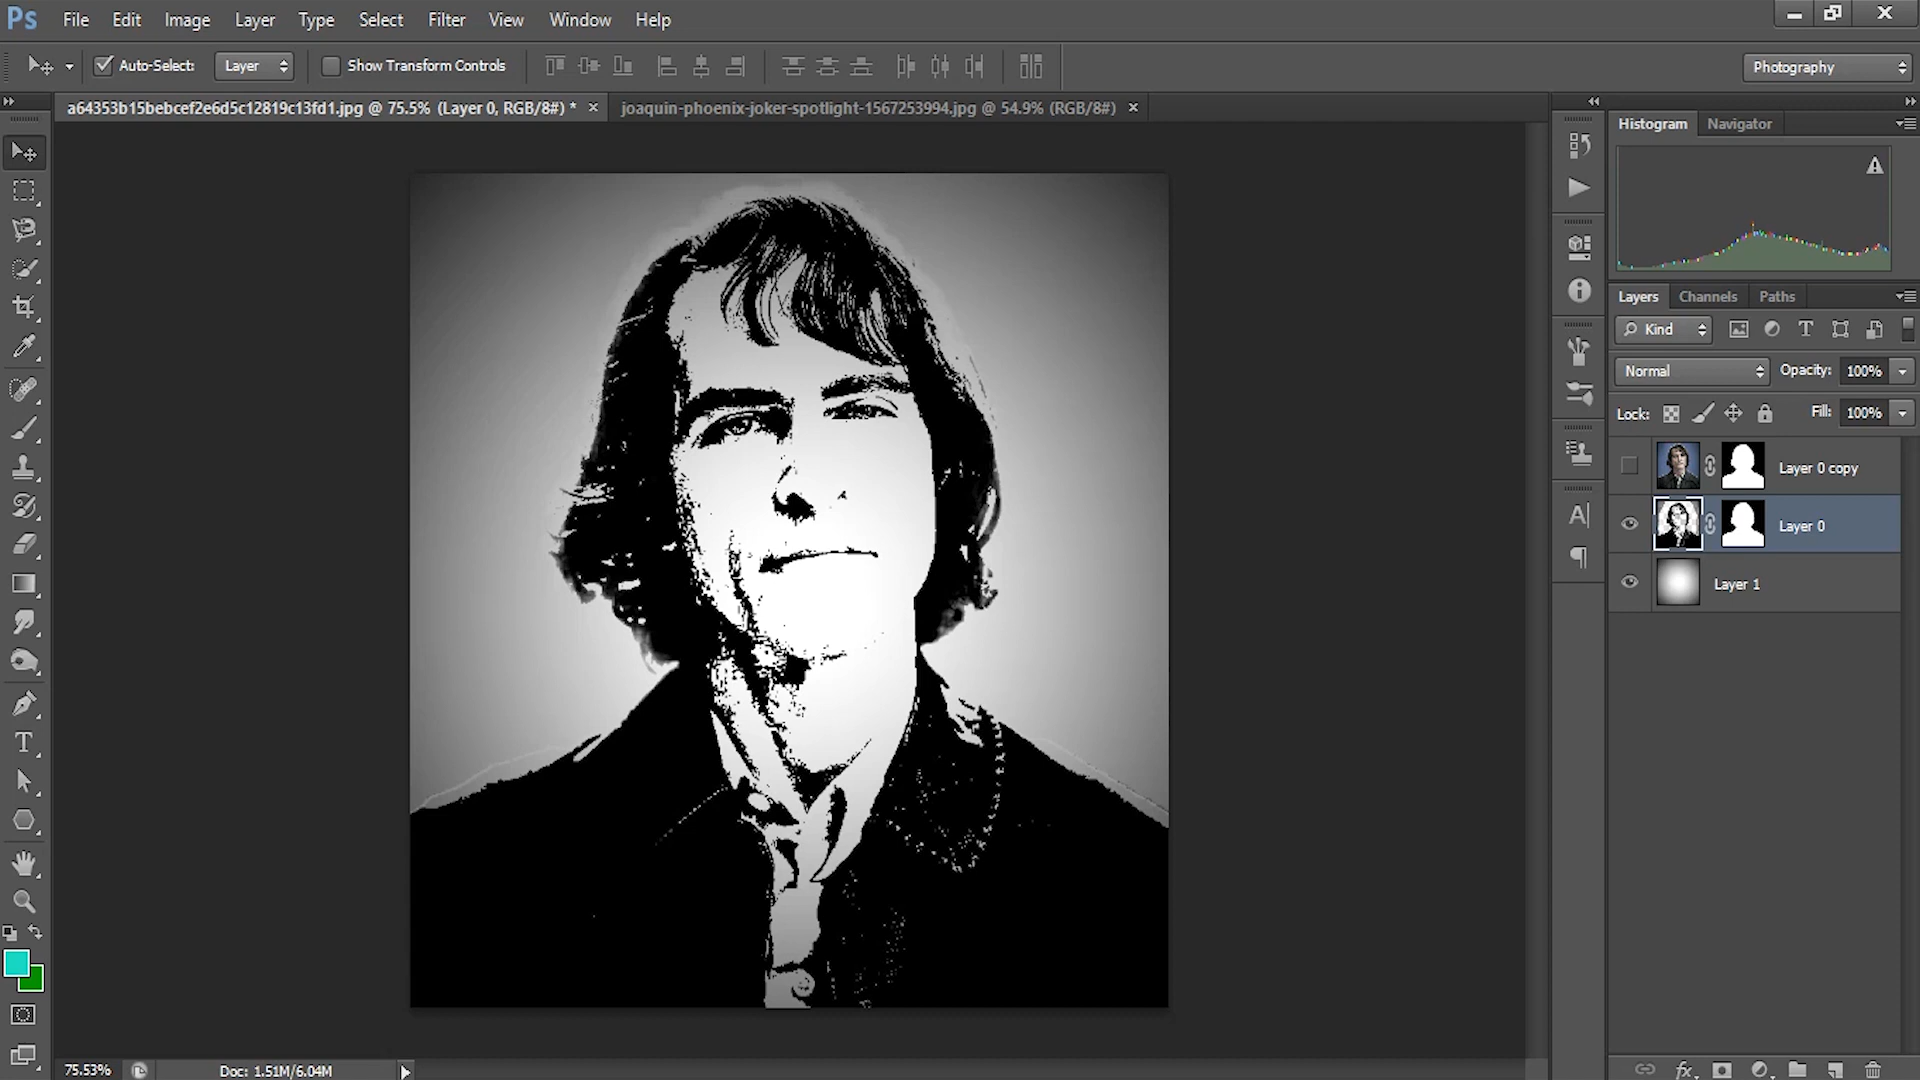 Ps File Edit Image Layer Type Select Filter View Window Help
Auto-Select: Layer Show Transform Controls Photography
a64353b15bebcef2e6d5c12819c13fd1.jpg @ 75.5% (Layer 0, RGB/8#) * × joaquin-phoenix-joker-spotlight-1567253994.jpg @ 54.9% (RGB/8#) ×
Histogram Navigator
Layers Channels Paths
Kind
Normal Opacity: 100%
Lock: Fill: 100%
Layer 0 copy
Layer 0
Layer 1
75.53% Doc: 1.51M/6.04M